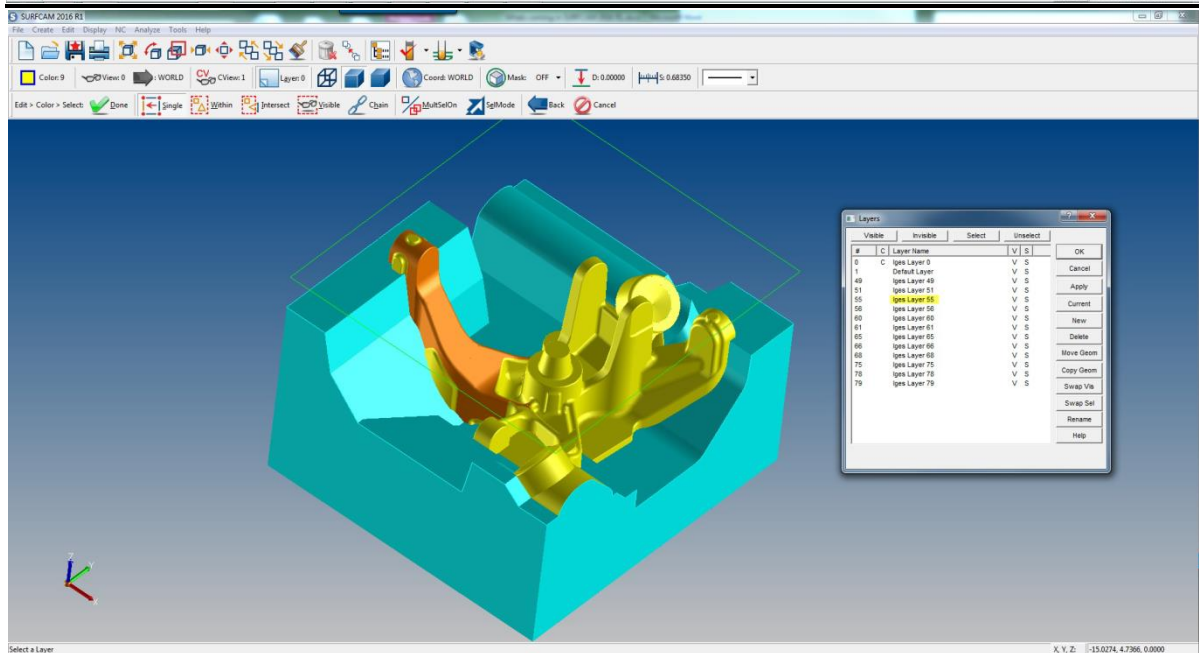 SURFCAM 2016 R1
File Create Edit Display NC Analyze Tools Help
Color: 9 View: 0 : WORLD CV CView: 1 Layer: 0 Coord: WORLD Mask: OFF D: 0.00000 S: 0.68350
Edit > Color > Select: Done Single Within Intersect Visible Chain MultSelOn SelMode Back Cancel
Layers
Visible Invisible Select Unselect
# C Layer Name V S
0 C Iges Layer 0 V S
1 Default Layer V S
49 Iges Layer 49 V S
51 Iges Layer 51 V S
55 Iges Layer 55 V S
56 Iges Layer 56 V S
60 Iges Layer 60 V S
61 Iges Layer 61 V S
65 Iges Layer 65 V S
66 Iges Layer 66 V S
68 Iges Layer 68 V S
75 Iges Layer 75 V S
78 Iges Layer 78 V S
79 Iges Layer 79 V S
OK
Cancel
Apply
Current
New
Delete
Move Geom
Copy Geom
Swap Vis
Swap Sel
Rename
Help
Z
Y
X
Select a Layer X, Y, Z: -15.0274, 4.7366, 0.0000